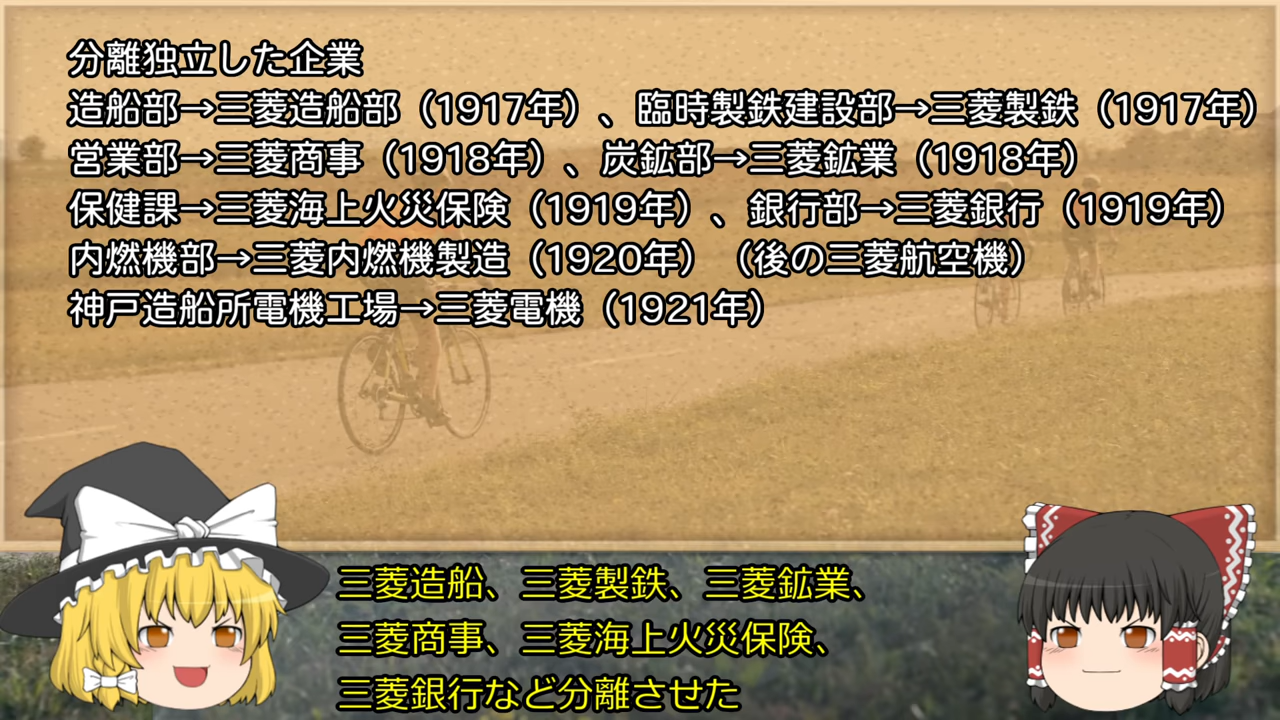 分離独立した企業
造船部→三菱造船部（1917年）、臨時製鉄建設部→三菱製鉄（1917年）
営業部→三菱商事（1918年）、炭鉱部→三菱鉱業（1918年）
保健課→三菱海上火災保険（1919年）、銀行部→三菱銀行（1919年）
内燃機部→三菱内燃機製造（1920年）（後の三菱航空機）
神戸造船所電機工場→三菱電機（1921年）
三菱造船、三菱製鉄、三菱鉱業、
三菱商事、三菱海上火災保険、
三菱銀行など分離させた